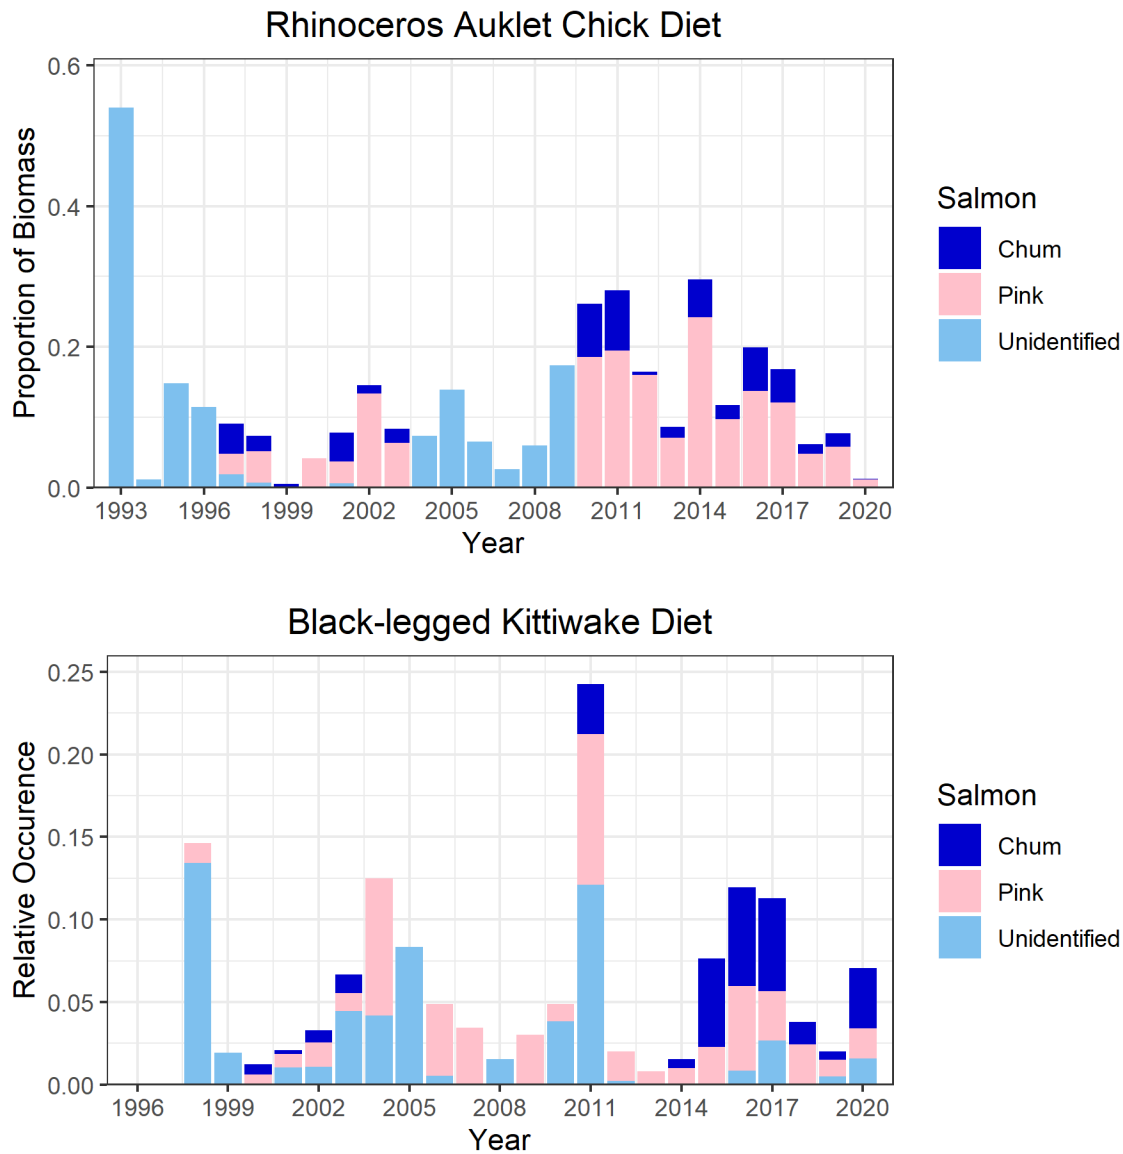 Rhinoceros Auklet Chick Diet
Proportion of Biomass
0.6
0.4
0.2
0.0
1993 1996 1999 2002 2005 2008 2011 2014 2017 2020
Year
Salmon
Chum
Pink
Unidentified
Black-legged Kittiwake Diet
Relative Occurence
0.25
0.20
0.15
0.10
0.05
0.00
1996 1999 2002 2005 2008 2011 2014 2017 2020
Year
Salmon
Chum
Pink
Unidentified